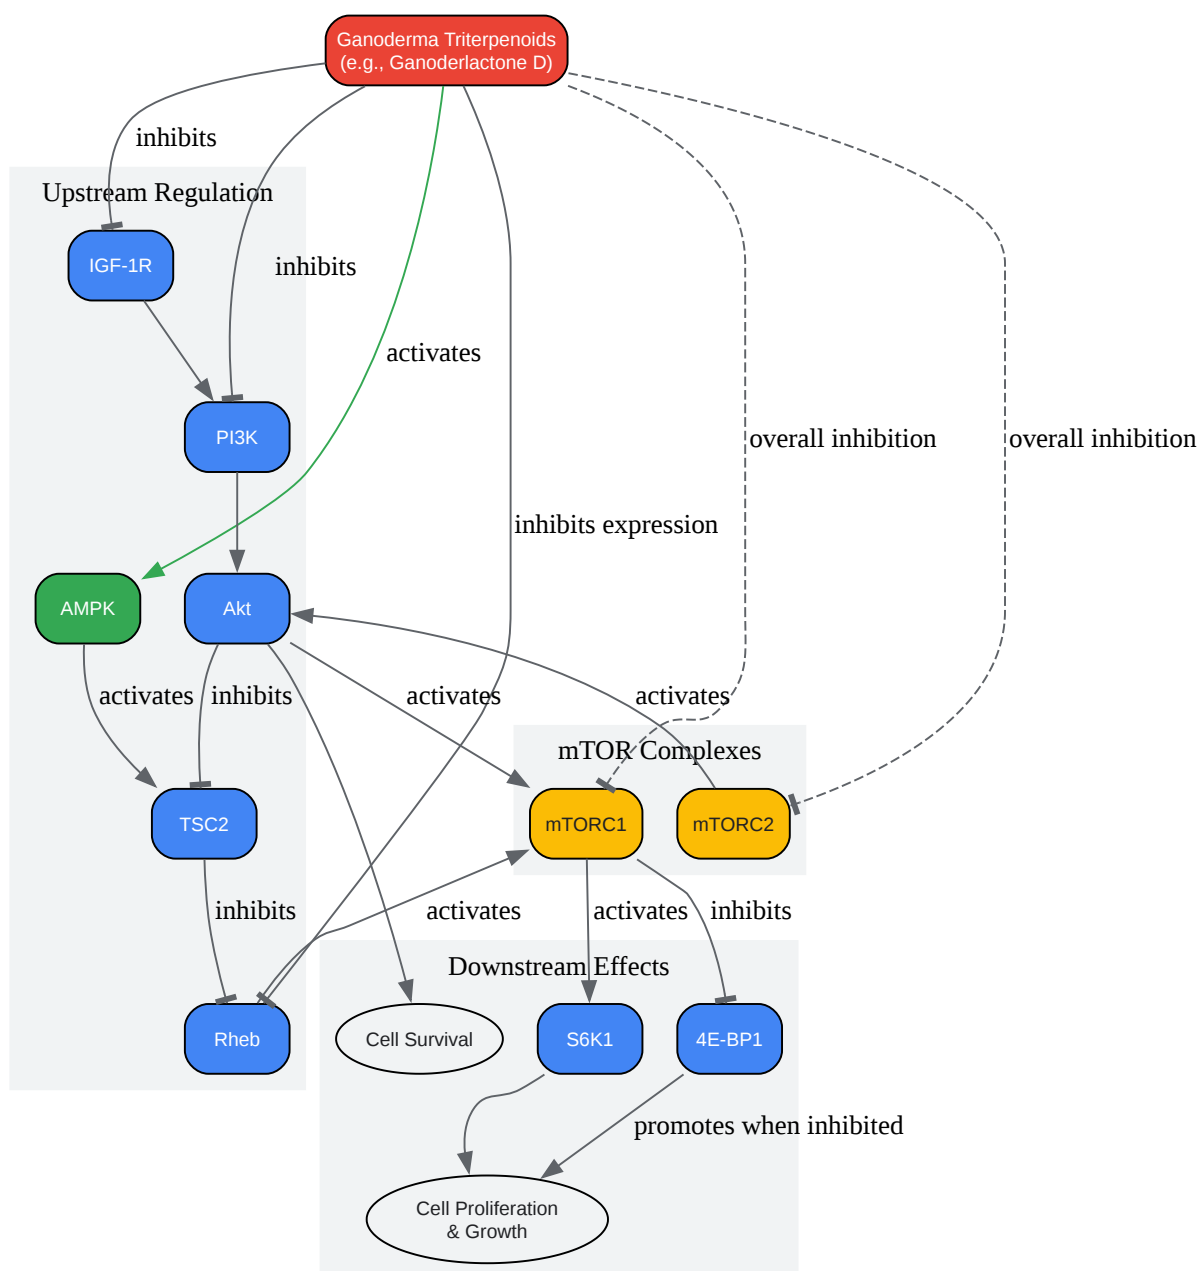 Ganoderma Triterpenoids
(e.g., Ganoderlactone D)
inhibits
Upstream Regulation
IGF-1R
inhibits
activates
PI3K
overall inhibition
overall inhibition
inhibits expression
AMPK
Akt
activates
inhibits
activates
activates
mTOR Complexes
TSC2
mTORC1
mTORC2
inhibits
activates
activates
inhibits
Downstream Effects
Rheb
Cell Survival
S6K1
4E-BP1
promotes when inhibited
Cell Proliferation
& Growth